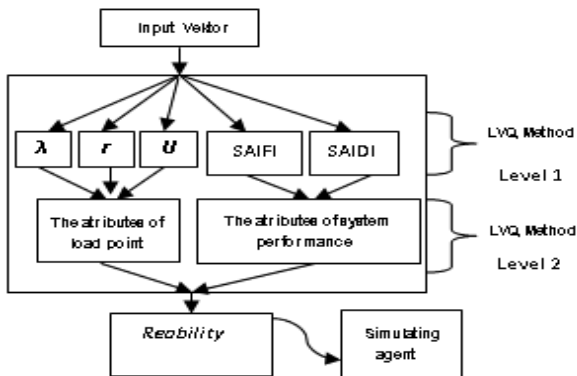 Input Vektor
λ r U SAIFI SAIDI
LVQ Method
Level 1
The atributes of load point
The attributes of system performance
LVQ Method
Level 2
Reability
Simulating agent